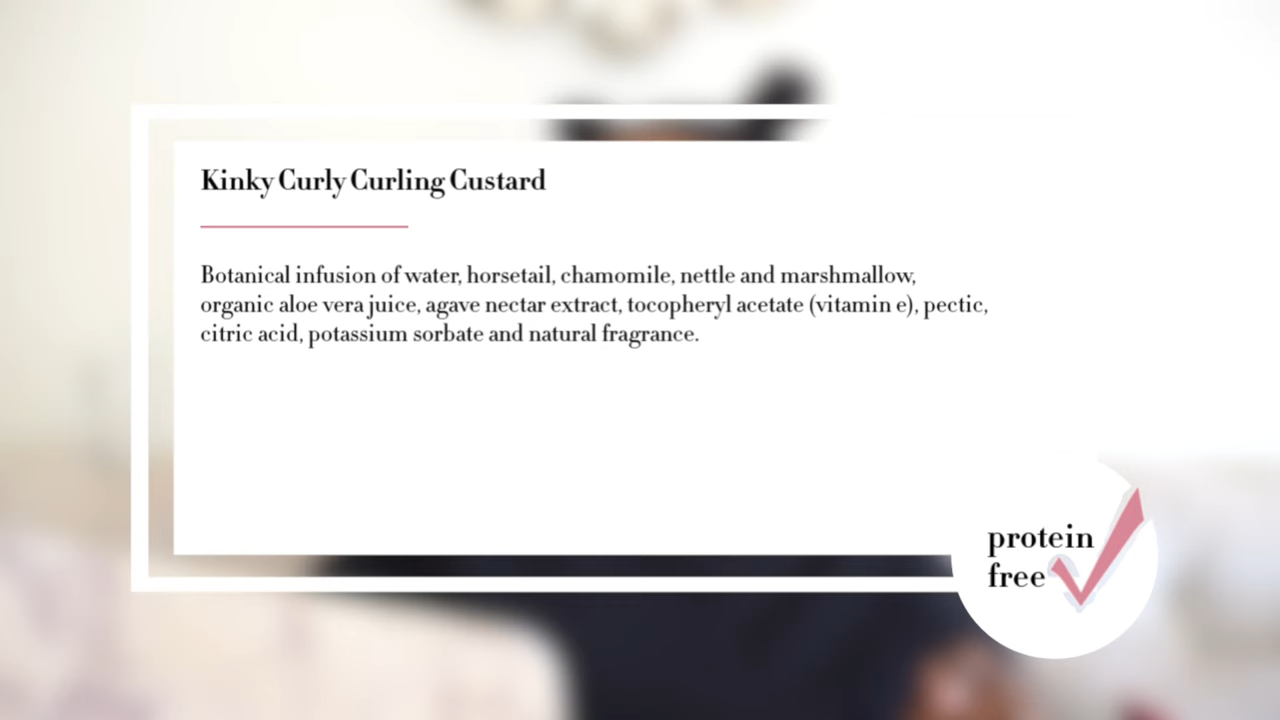 Kinky Curly Curling Custard
Botanical infusion of water, horsetail, chamomile, nettle and marshmallow,
organic aloe vera juice, agave nectar extract, tocopheryl acetate (vitamin e), pectic,
citric acid, potassium sorbate and natural fragrance.
protein
free